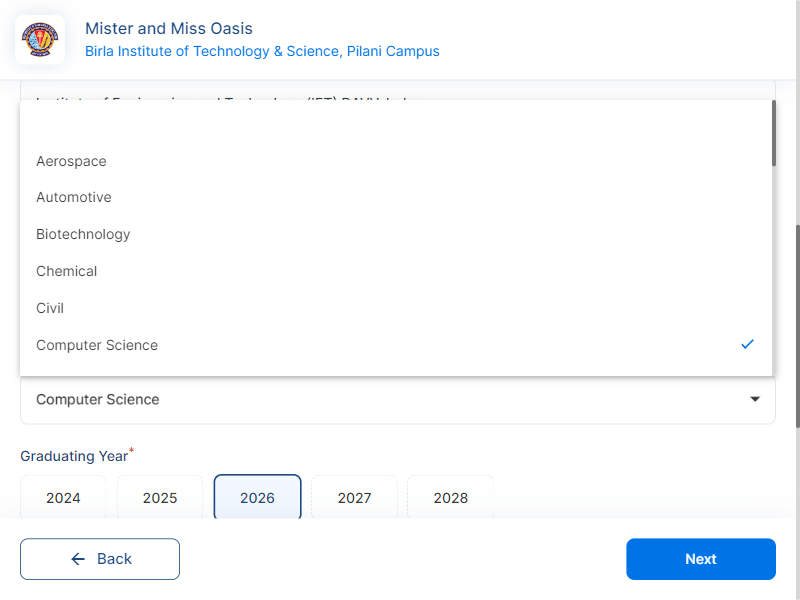 Mister and Miss Oasis
Birla Institute of Technology & Science, Pilani Campus
Aerospace
Automotive
Biotechnology
Chemical
Civil
Computer Science
Computer Science
Graduating Year*
2024 2025 2026 2027 2028
Back Next